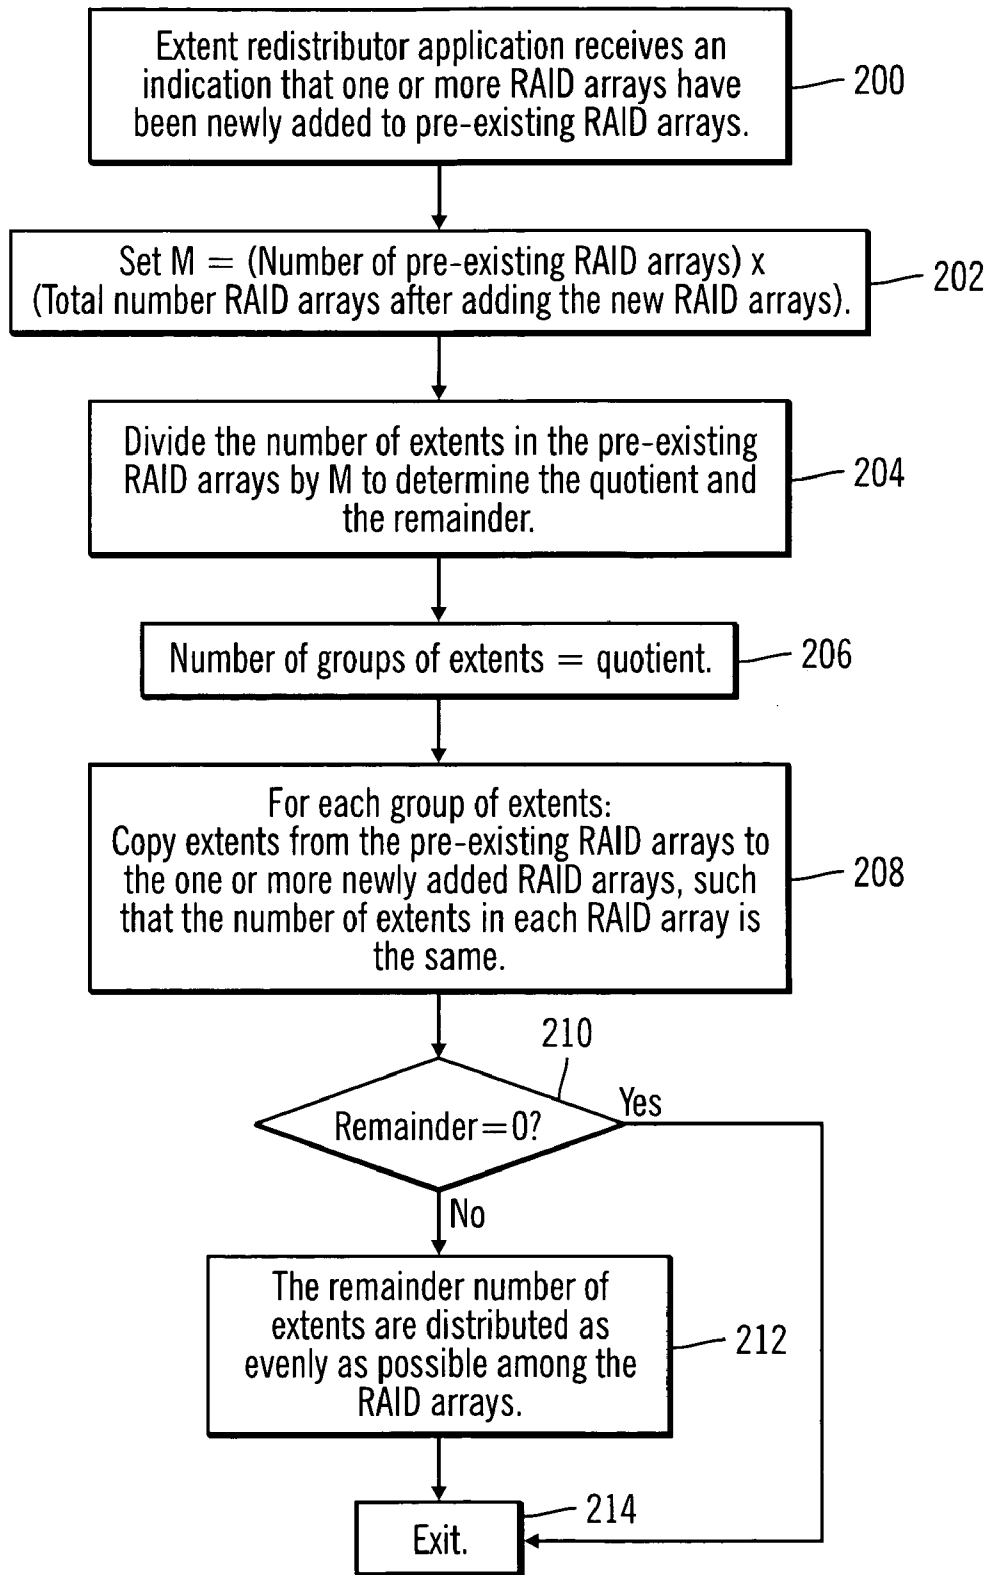 Extent redistributor application receives an
indication that one or more RAID arrays have
been newly added to pre-existing RAID arrays.
200
Set M = (Number of pre-existing RAID arrays) x
(Total number RAID arrays after adding the new RAID arrays).
202
Divide the number of extents in the pre-existing
RAID arrays by M to determine the quotient and
the remainder.
204
Number of groups of extents = quotient.
206
For each group of extents:
Copy extents from the pre-existing RAID arrays to
the one or more newly added RAID arrays, such
that the number of extents in each RAID array is
the same.
208
210
Remainder=0?
Yes
No
The remainder number of
extents are distributed as
evenly as possible among the
RAID arrays.
212
214
Exit.